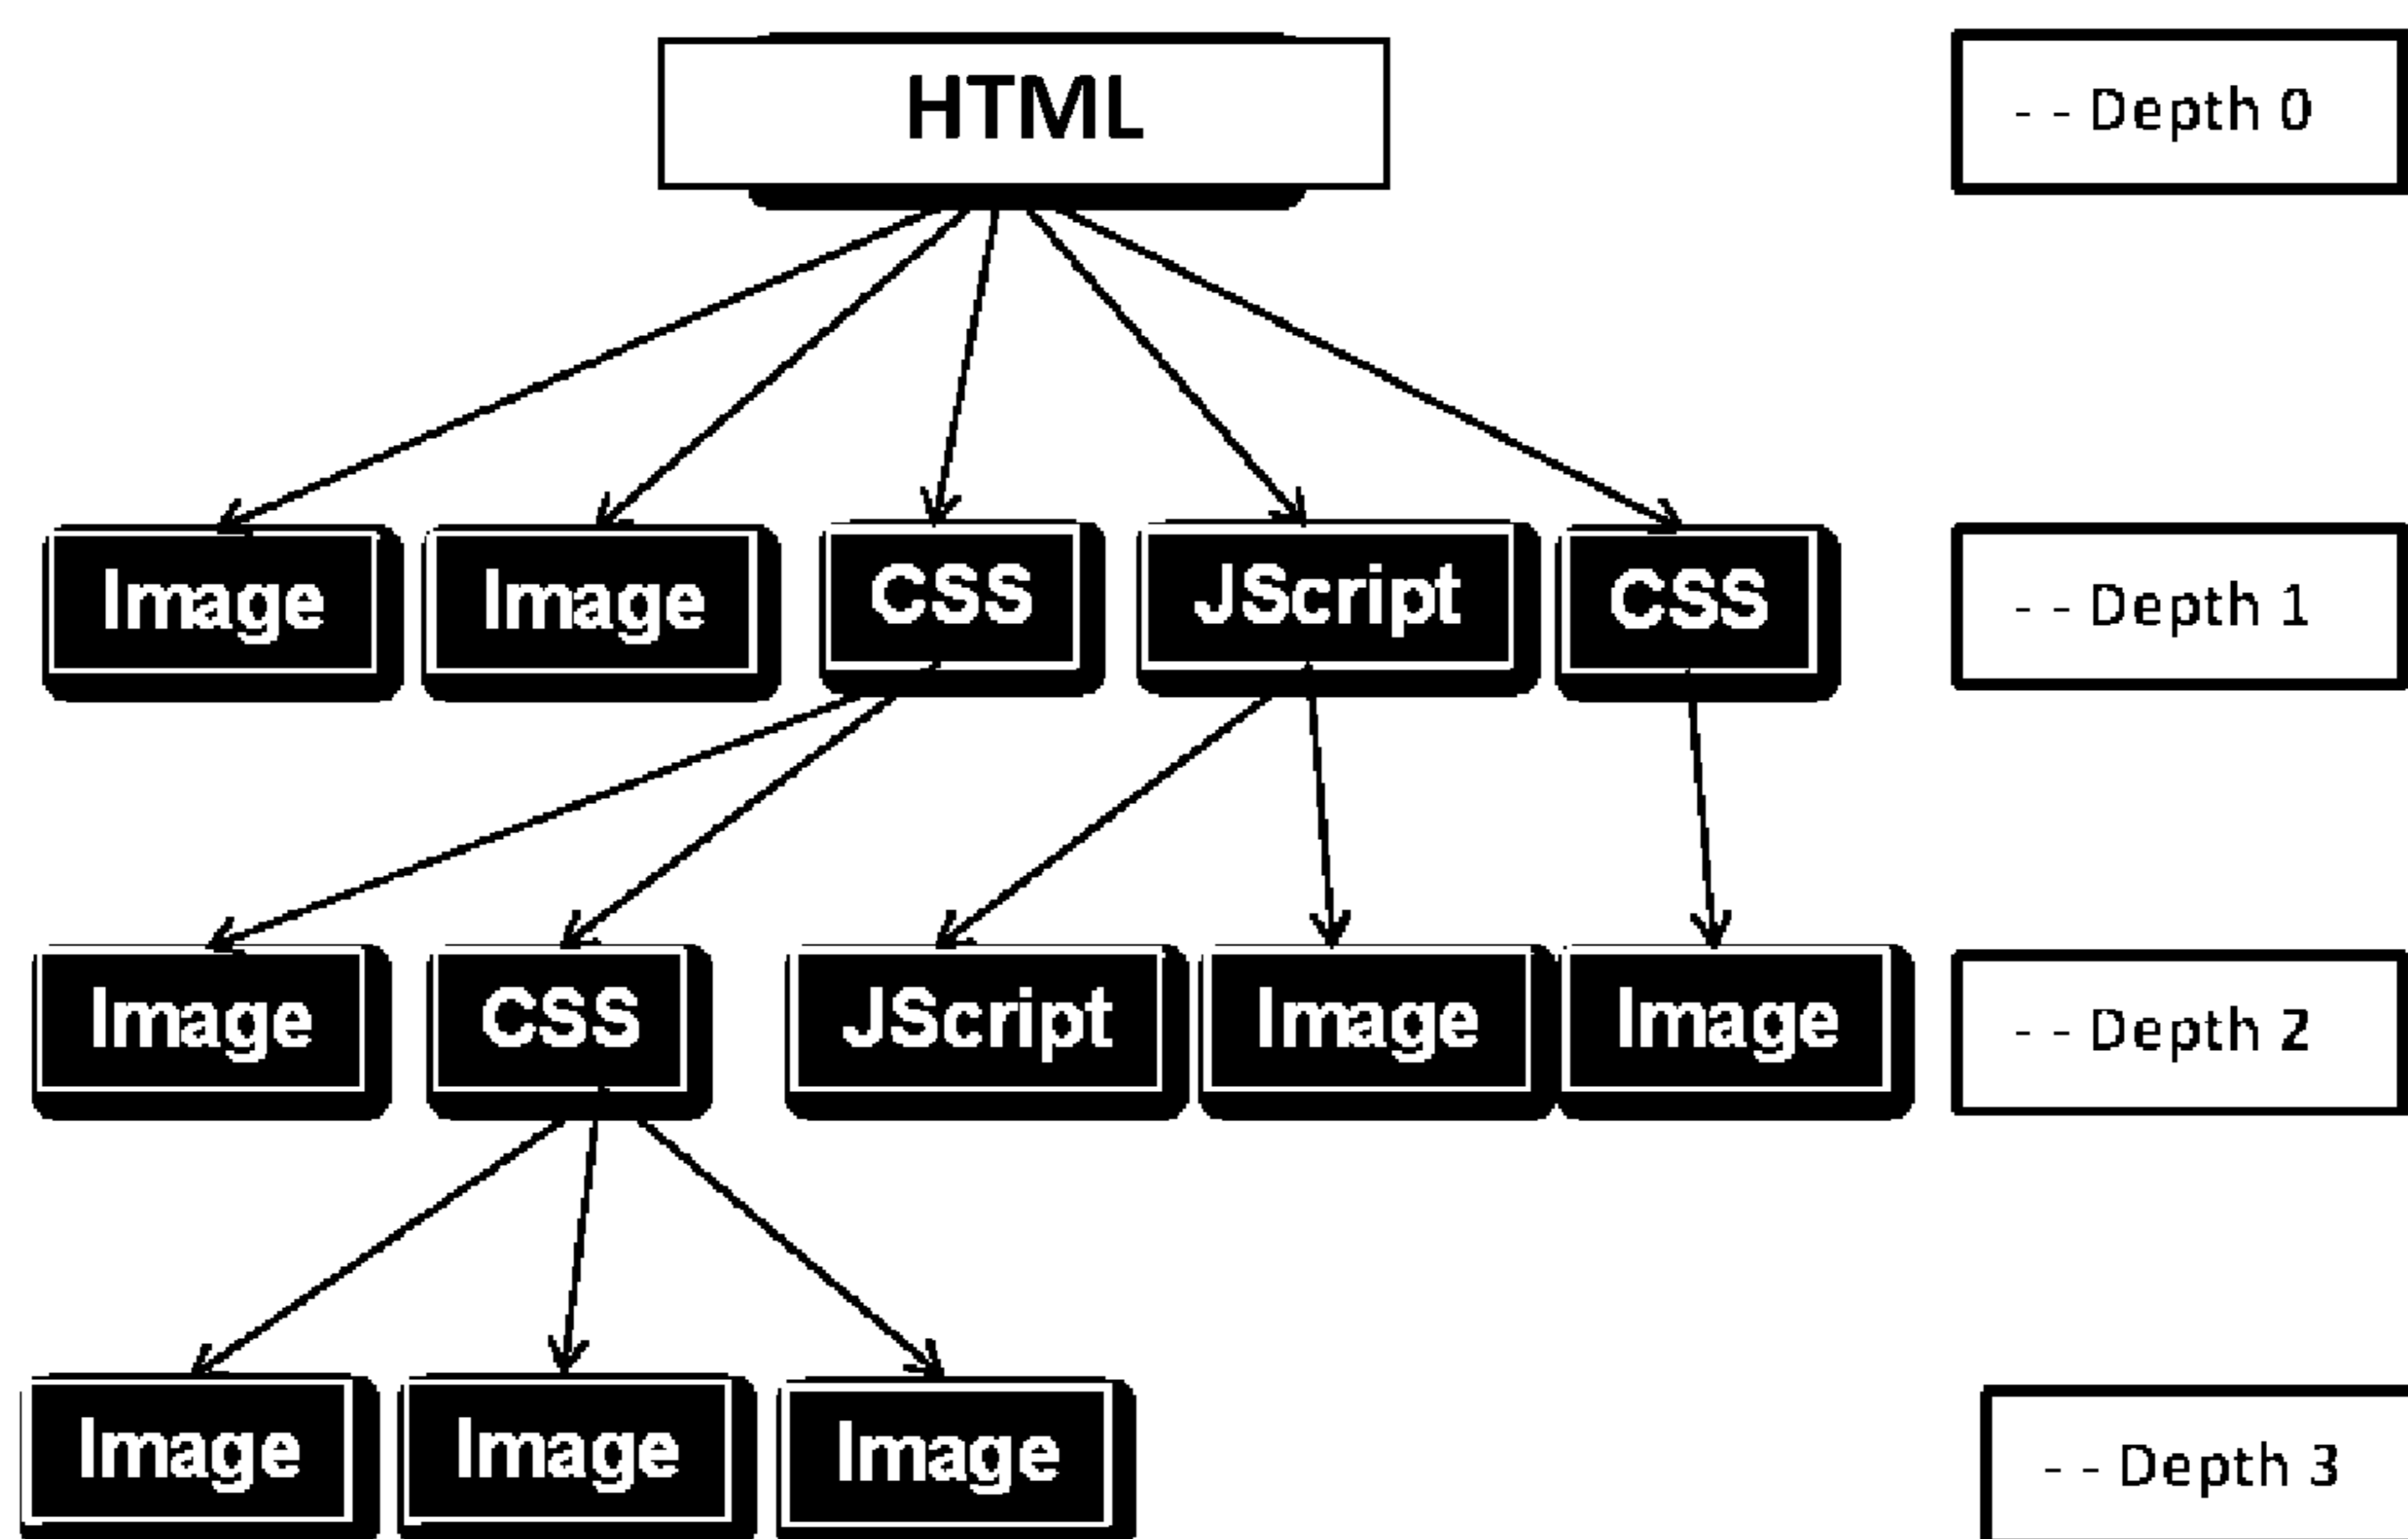 HTML
- - Depth 0
Image Image CSS JScript CSS
- - Depth 1
Image CSS JScript Image Image
- - Depth 2
Image Image Image
- - Depth 3